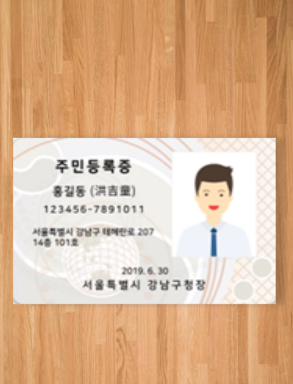 주민등록증
홍길동 (洪吉童)
123456-7891011
서울특별시 강남구 테헤란로 207
14층 101호
2019. 6. 30
서울특별시 강남구청장